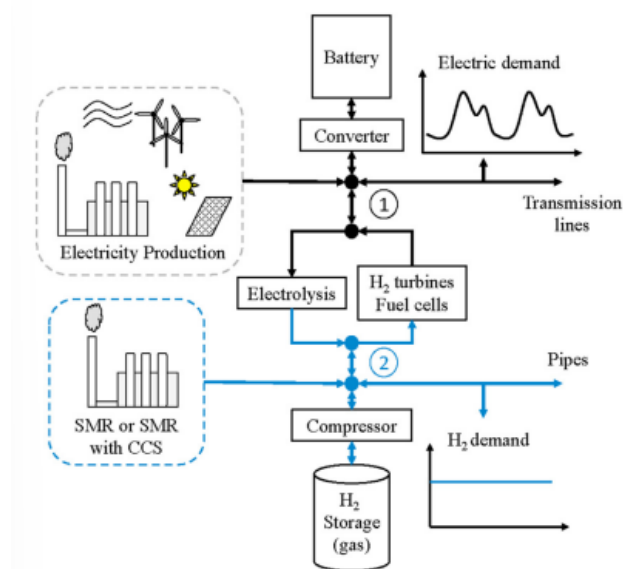 Battery
Electric demand
Converter
Electricity Production
1
Transmission
lines
Electrolysis
H₂ turbines
Fuel cells
2
Pipes
SMR or SMR
with CCS
Compressor
H₂ demand
H₂
Storage
(gas)